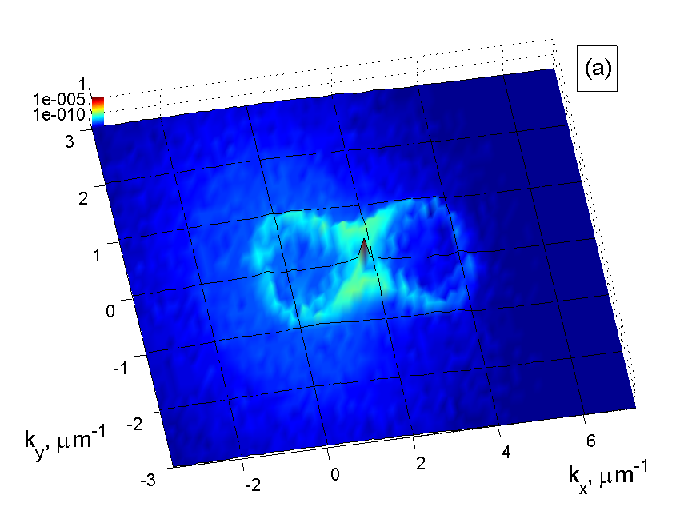 (a)
1
1e-005
1e-010
3
2
1
0
-1
-2
-3
k_y, μm⁻¹
-2
0
2
4
6
k_x, μm⁻¹